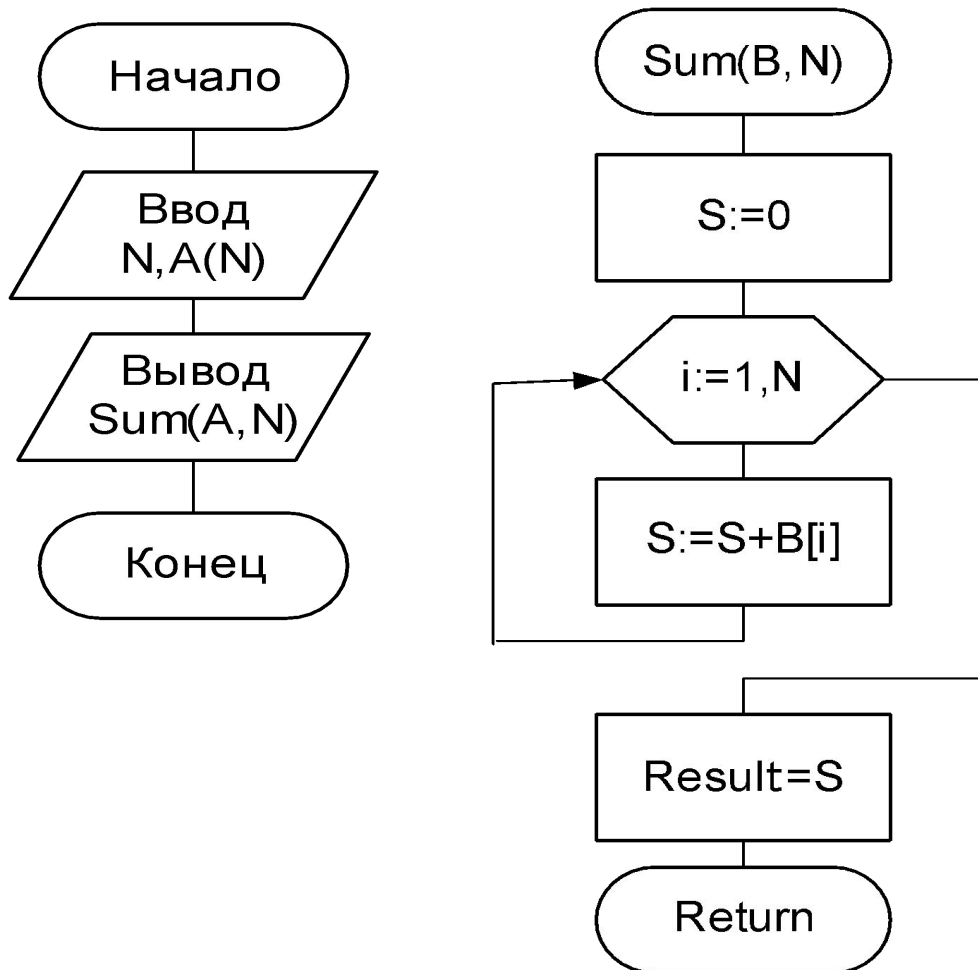 Начало
Ввод
N,A(N)
Вывод
Sum(A,N)
Конец
Sum(B,N)
S:=0
i:=1,N
S:=S+B[i]
Result=S
Return